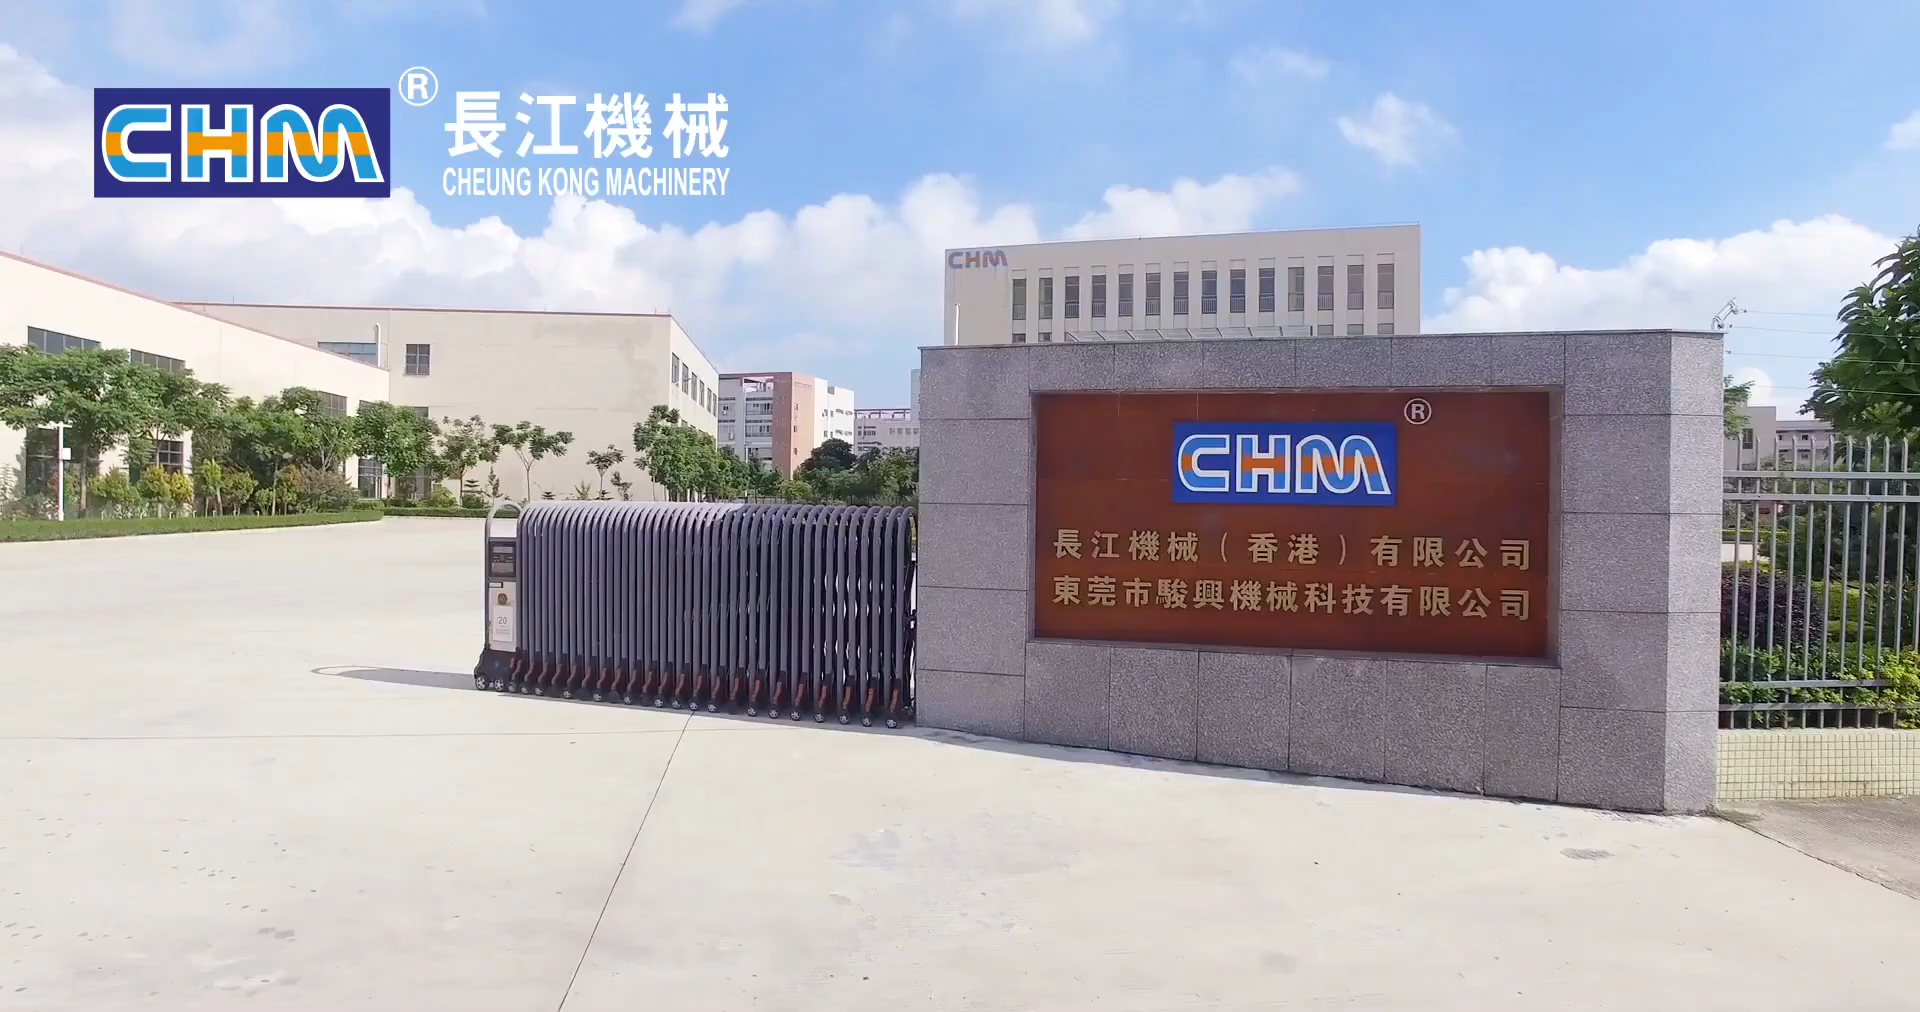 CHM® 長江機械
CHEUNG KONG MACHINERY
CHM
CHM®
長江機械（香港）有限公司
東莞市駿興機械科技有限公司
20